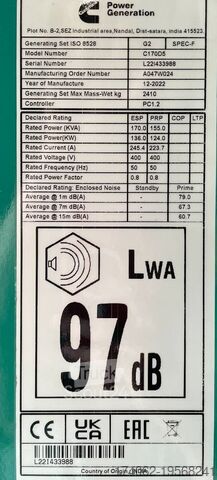 Power
Generation
Plot No. B-2,SEZ Industrial area,Nandal, Dist-satara, india 415523.
Generating Set ISO 8528 G2 SPEC-F
Model Number C170D5
Serial Number L22I433988
Manufacturing Order Number A047W024
Year of Manufacture 12-2022
Generating Set Max Mass-Wet kg 2410
Controller PC1.2
Declared Rating: ESP PRP COP LTP
Rated Power (KVA) 170.0 155.0
Rated Power(KW) 136.0 124.0
Rated Current (A) 245.4 223.7
Rated Voltage (V) 400 400
Rated Frequency (Hz) 50 50
Rated Power Factor 0.8 0.8
Declared Rating: Enclosed Noise Standby Prime
Average @ 1m dB(A) 79.0
Average @ 7m dB(A) 67.3
Average @ 15m dB(A) 60.7
LWA
97 dB
CE UK CA EAC
L22I433988
Country of Origin